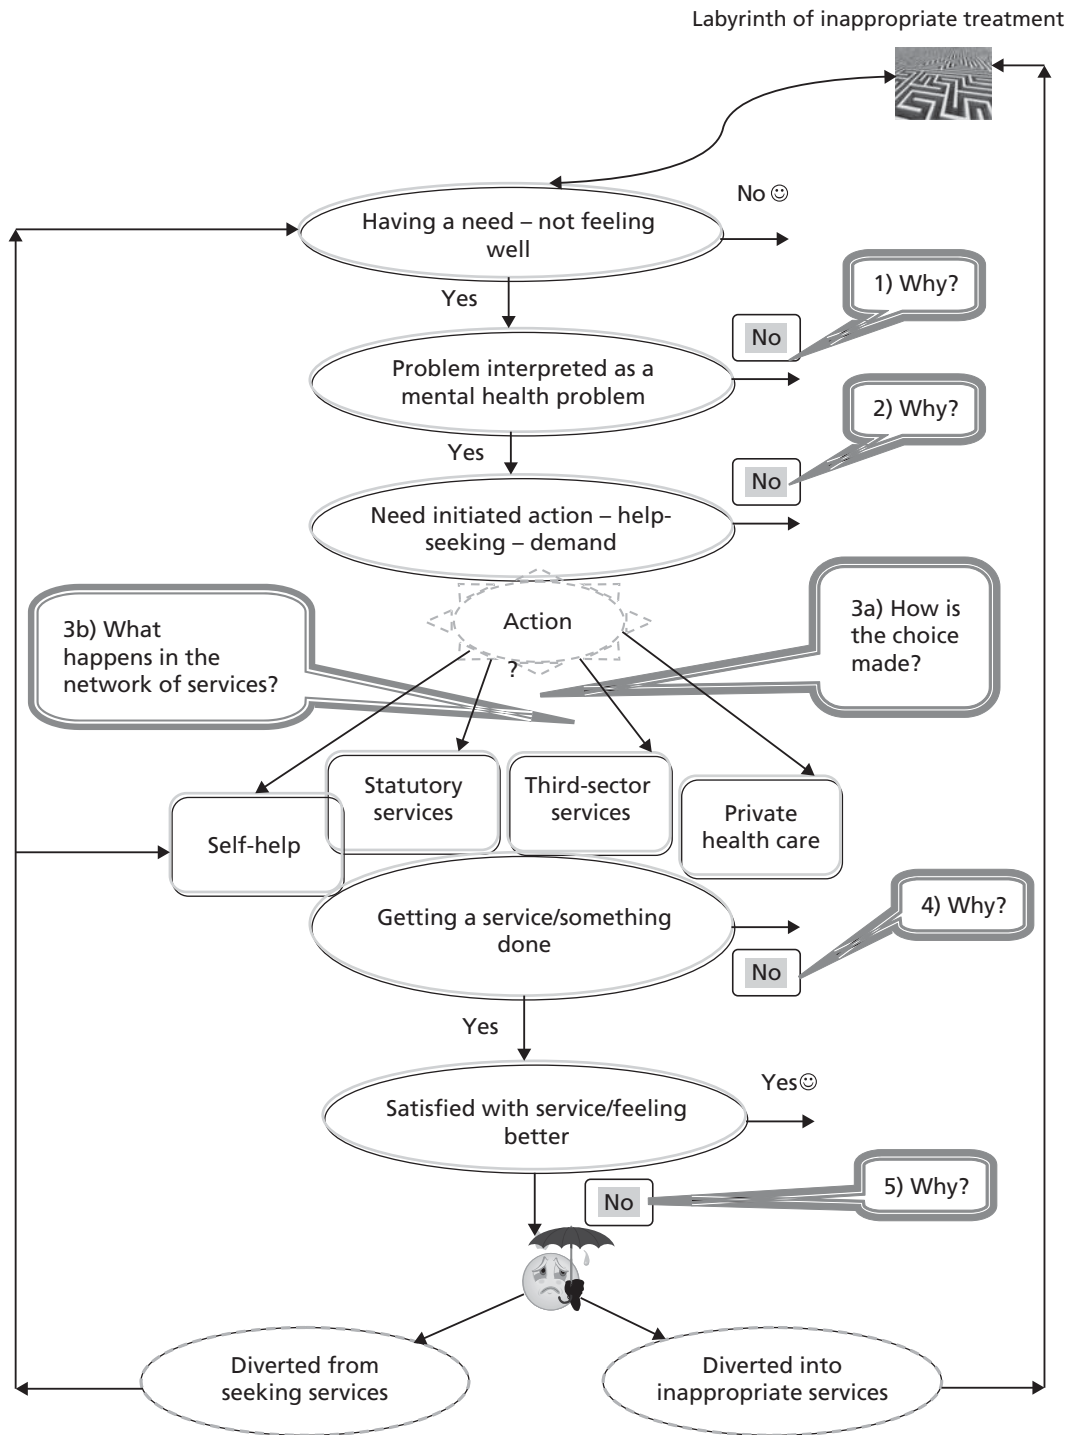 Labyrinth of inappropriate treatment
No
Having a need – not feeling
well
1) Why?
Yes
No
Problem interpreted as a
mental health problem
2) Why?
Yes
No
Need initiated action – help-
seeking – demand
3b) What
happens in the
network of services?
Action
?
3a) How is
the choice
made?
Self-help
Statutory
services
Third-sector
services
Private
health care
4) Why?
Getting a service/something
done
No
Yes
Yes
Satisfied with service/feeling
better
5) Why?
No
Diverted from
seeking services
Diverted into
inappropriate services